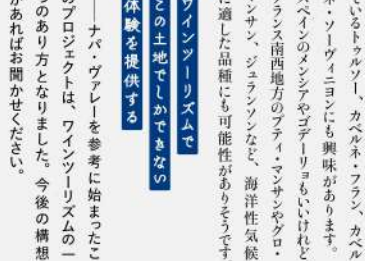 ているトゥルソー、カベルネ・フラン、カベル
ネ・ソーヴィニヨンにも興味があります。
スペインのメンシアやゴデーリョもいいけれど
フランス南西地方のプティ・マンサンやグロ・
マンサン、ジュランソンなど、海洋性気候
に適した品種にも可能性がありそうです
ワインツーリズムで
この土地でしかできない
体験を提供する
──ナパ・ヴァレーを参考に始まったこ
のプロジェクトは、ワインツーリズムの一
つのあり方となりました。今後の構想
があればお聞かせください。